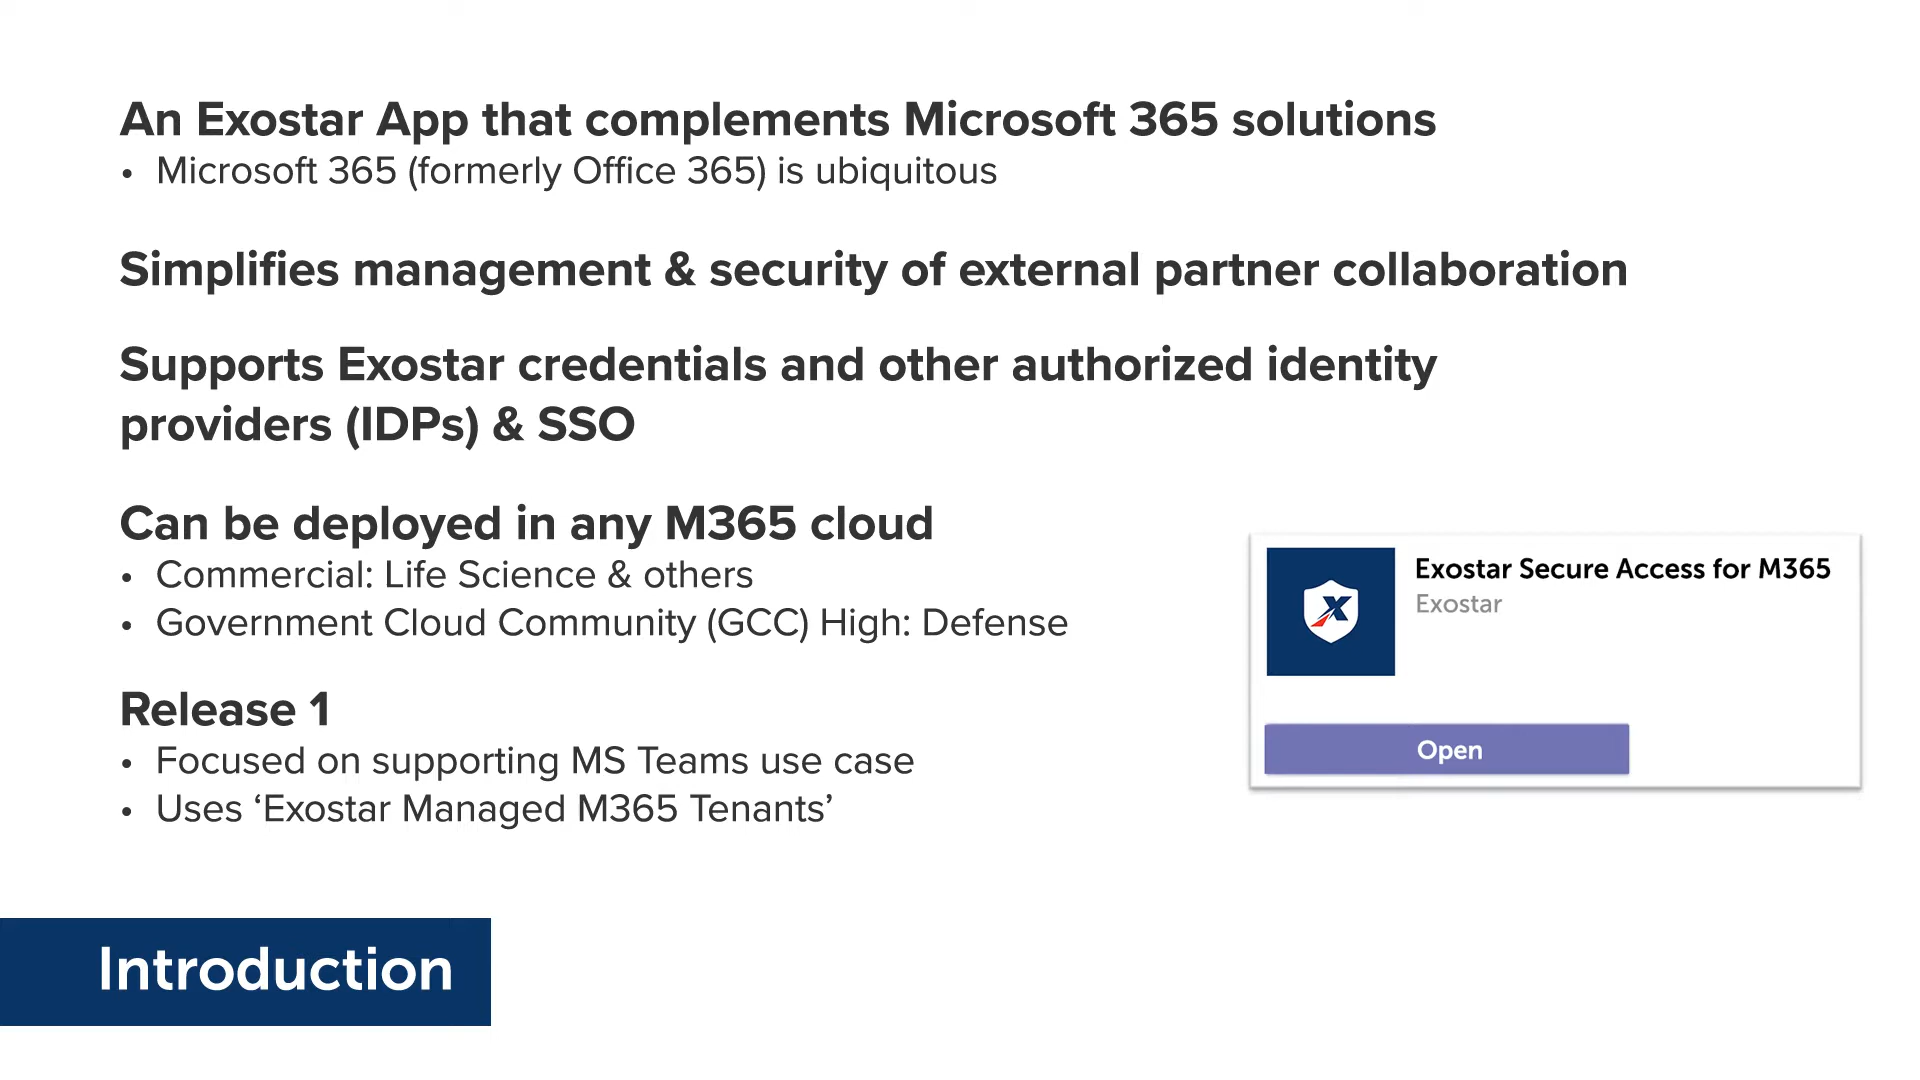 An Exostar App that complements Microsoft 365 solutions
• Microsoft 365 (formerly Office 365) is ubiquitous
Simplifies management & security of external partner collaboration
Supports Exostar credentials and other authorized identity
providers (IDPs) & SSO
Can be deployed in any M365 cloud
• Commercial: Life Science & others
• Government Cloud Community (GCC) High: Defense
Release 1
• Focused on supporting MS Teams use case
• Uses ‘Exostar Managed M365 Tenants’
Exostar Secure Access for M365
Exostar
X
Open
Introduction